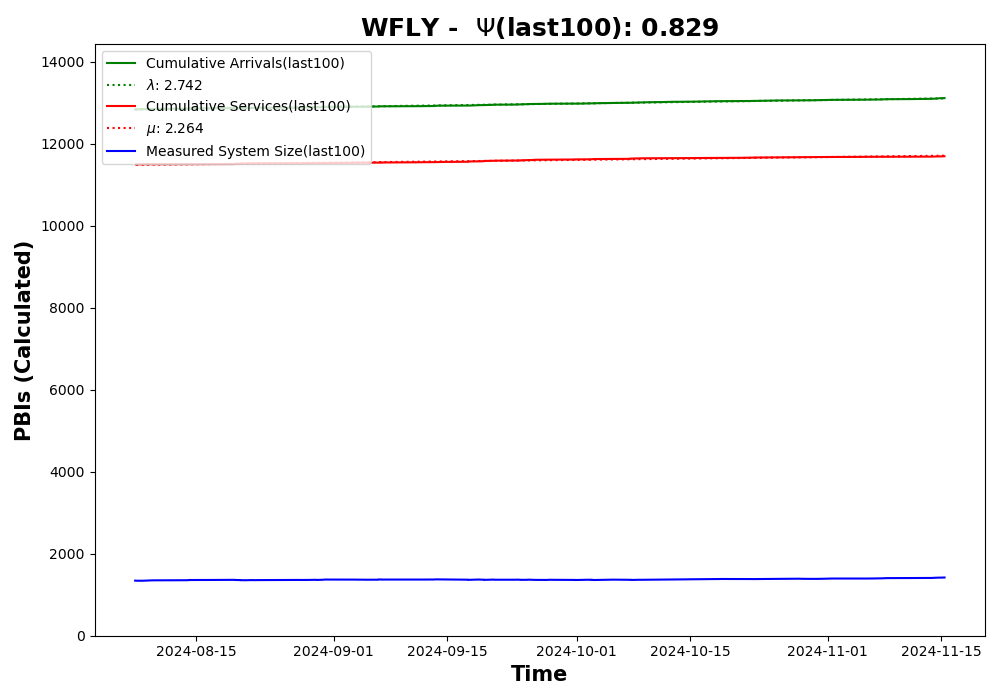 WFLY - Ψ(last100): 0.829
Cumulative Arrivals(last100)
λ: 2.742
Cumulative Services(last100)
μ: 2.264
Measured System Size(last100)
PBIs (Calculated)
14000
12000
10000
8000
6000
4000
2000
0
2024-08-15 2024-09-01 2024-09-15 2024-10-01 2024-10-15 2024-11-01 2024-11-15
Time